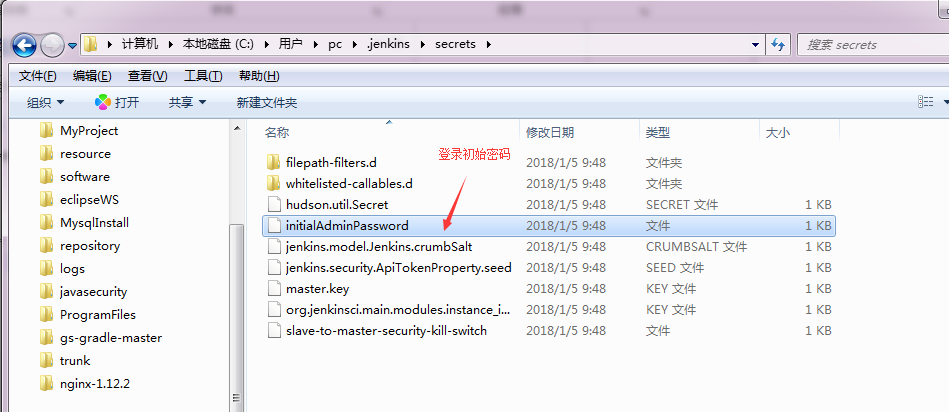 计算机 ▸ 本地磁盘 (C:) ▸ 用户 ▸ pc ▸ .jenkins ▸ secrets ▸
搜索 secrets
文件(F) 编辑(E) 查看(V) 工具(T) 帮助(H)
组织 打开 共享 新建文件夹
MyProject
resource
software
eclipseWS
MysqlInstall
repository
logs
javasecurity
ProgramFiles
gs-gradle-master
trunk
nginx-1.12.2
名称 修改日期 类型 大小
登录初始密码
filepath-filters.d 2018/1/5 9:48 文件夹
whitelisted-callables.d 2018/1/5 9:48 文件夹
hudson.util.Secret 2018/1/5 9:48 SECRET 文件 1 KB
initialAdminPassword 2018/1/5 9:48 文件 1 KB
jenkins.model.Jenkins.crumbSalt 2018/1/5 9:48 CRUMBSALT 文件 1 KB
jenkins.security.ApiTokenProperty.seed 2018/1/5 9:48 SEED 文件 1 KB
master.key 2018/1/5 9:48 KEY 文件 1 KB
org.jenkinsci.main.modules.instance_i... 2018/1/5 9:48 KEY 文件 1 KB
slave-to-master-security-kill-switch 2018/1/5 9:48 文件 1 KB